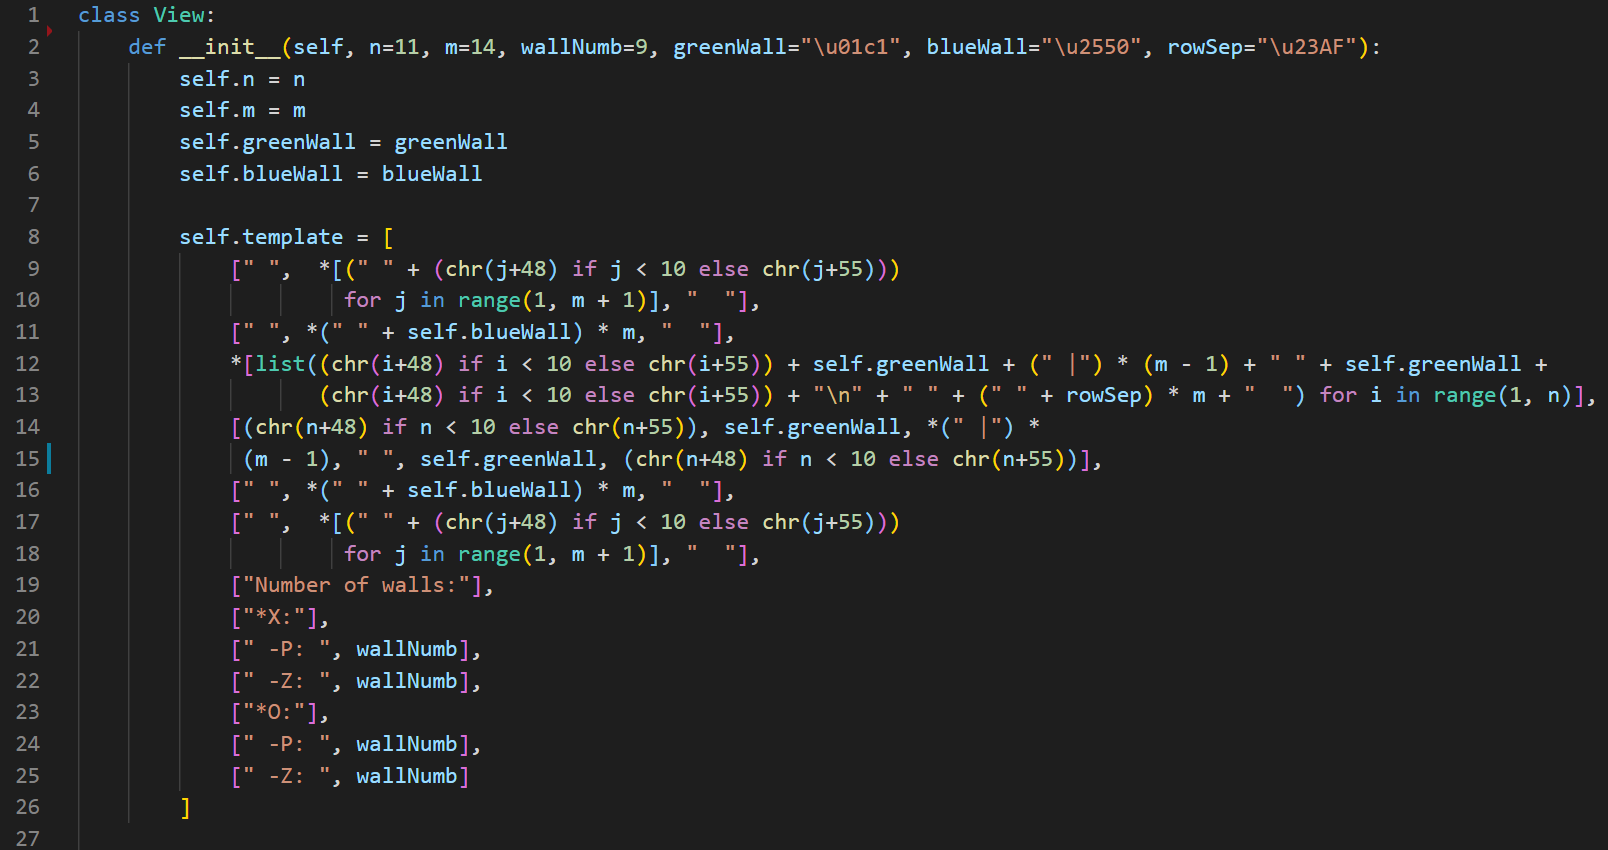 1 class View:
2     def __init__(self, n=11, m=14, wallNumb=9, greenWall="\u01c1", blueWall="\u2550", rowSep="\u23AF"):
3         self.n = n
4         self.m = m
5         self.greenWall = greenWall
6         self.blueWall = blueWall
7
8         self.template = [
9             [" ",  *[(" " + (chr(j+48) if j < 10 else chr(j+55)))
10                      for j in range(1, m + 1)], "  "],
11             [" ", *(" " + self.blueWall) * m, "  "],
12             *[list((chr(i+48) if i < 10 else chr(i+55)) + self.greenWall + (" |") * (m - 1) + " " + self.greenWall +
13                    (chr(i+48) if i < 10 else chr(i+55)) + "\n" + " " + (" " + rowSep) * m + "  ") for i in range(1, n)],
14             [(chr(n+48) if n < 10 else chr(n+55)), self.greenWall, *(" |") *
15              (m - 1), " ", self.greenWall, (chr(n+48) if n < 10 else chr(n+55))],
16             [" ", *(" " + self.blueWall) * m, "  "],
17             [" ",  *[(" " + (chr(j+48) if j < 10 else chr(j+55)))
18                      for j in range(1, m + 1)], "  "],
19             ["Number of walls:"],
20             ["*X:"],
21             [" -P: ", wallNumb],
22             [" -Z: ", wallNumb],
23             ["*O:"],
24             [" -P: ", wallNumb],
25             [" -Z: ", wallNumb]
26         ]
27